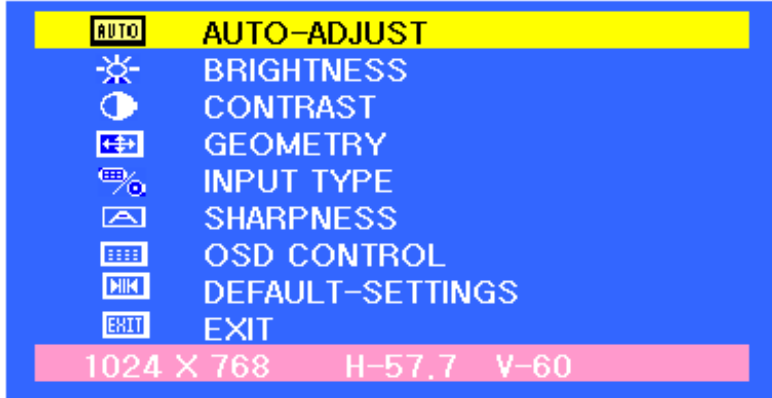 AUTO AUTO-ADJUST
BRIGHTNESS
CONTRAST
GEOMETRY
INPUT TYPE
SHARPNESS
OSD CONTROL
DEFAULT-SETTINGS
EXIT EXIT
1024 X 768 H-57.7 V-60